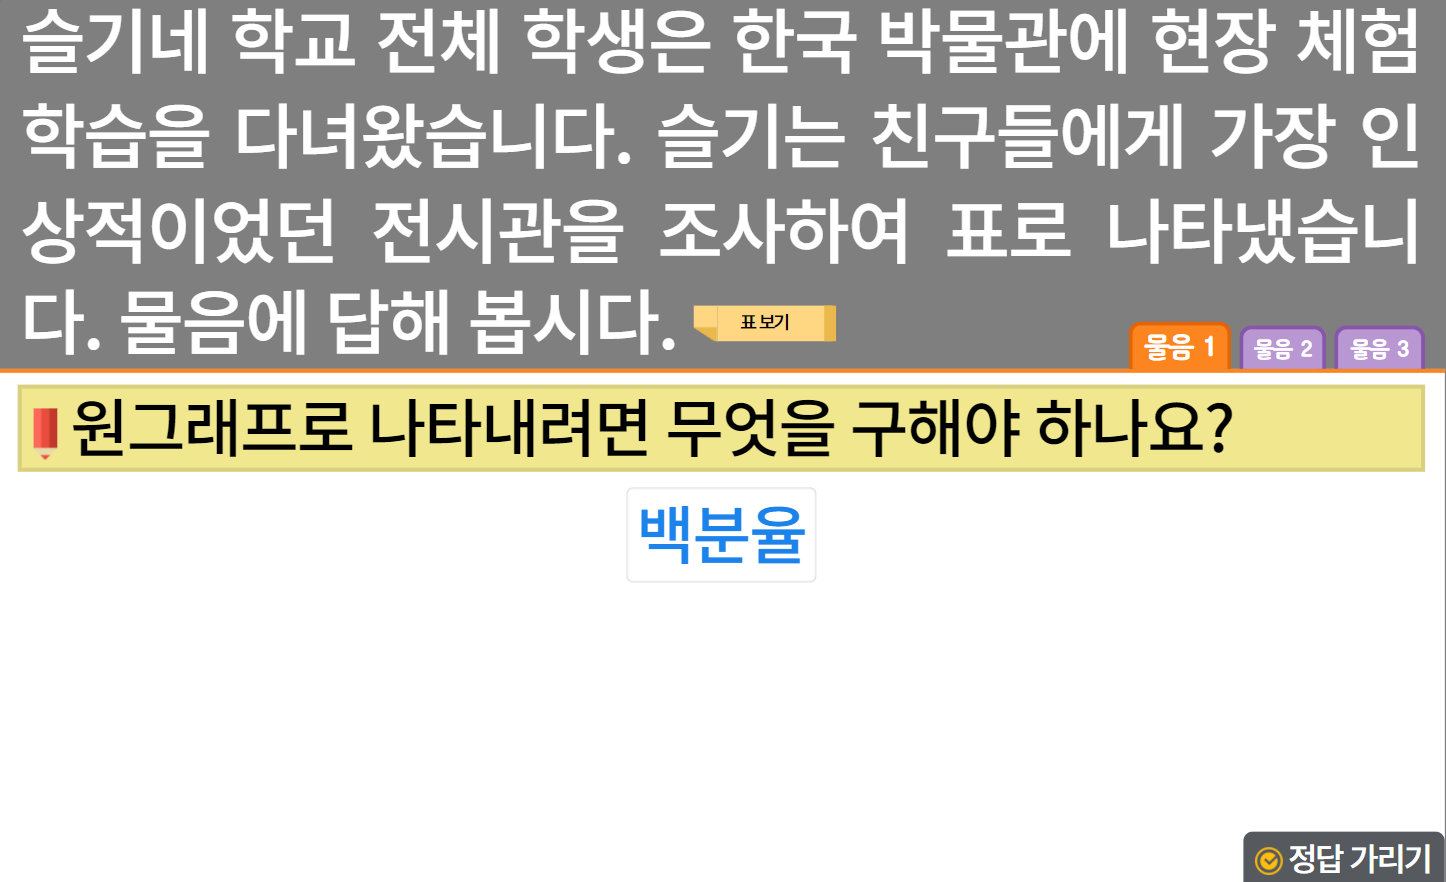 슬기네 학교 전체 학생은 한국 박물관에 현장 체험
학습을 다녀왔습니다. 슬기는 친구들에게 가장 인
상적이었던 전시관을 조사하여 표로 나타냈습니
다. 물음에 답해 봅시다. 표 보기
물음 1 물음 2 물음 3
원그래프로 나타내려면 무엇을 구해야 하나요?
백분율
정답 가리기